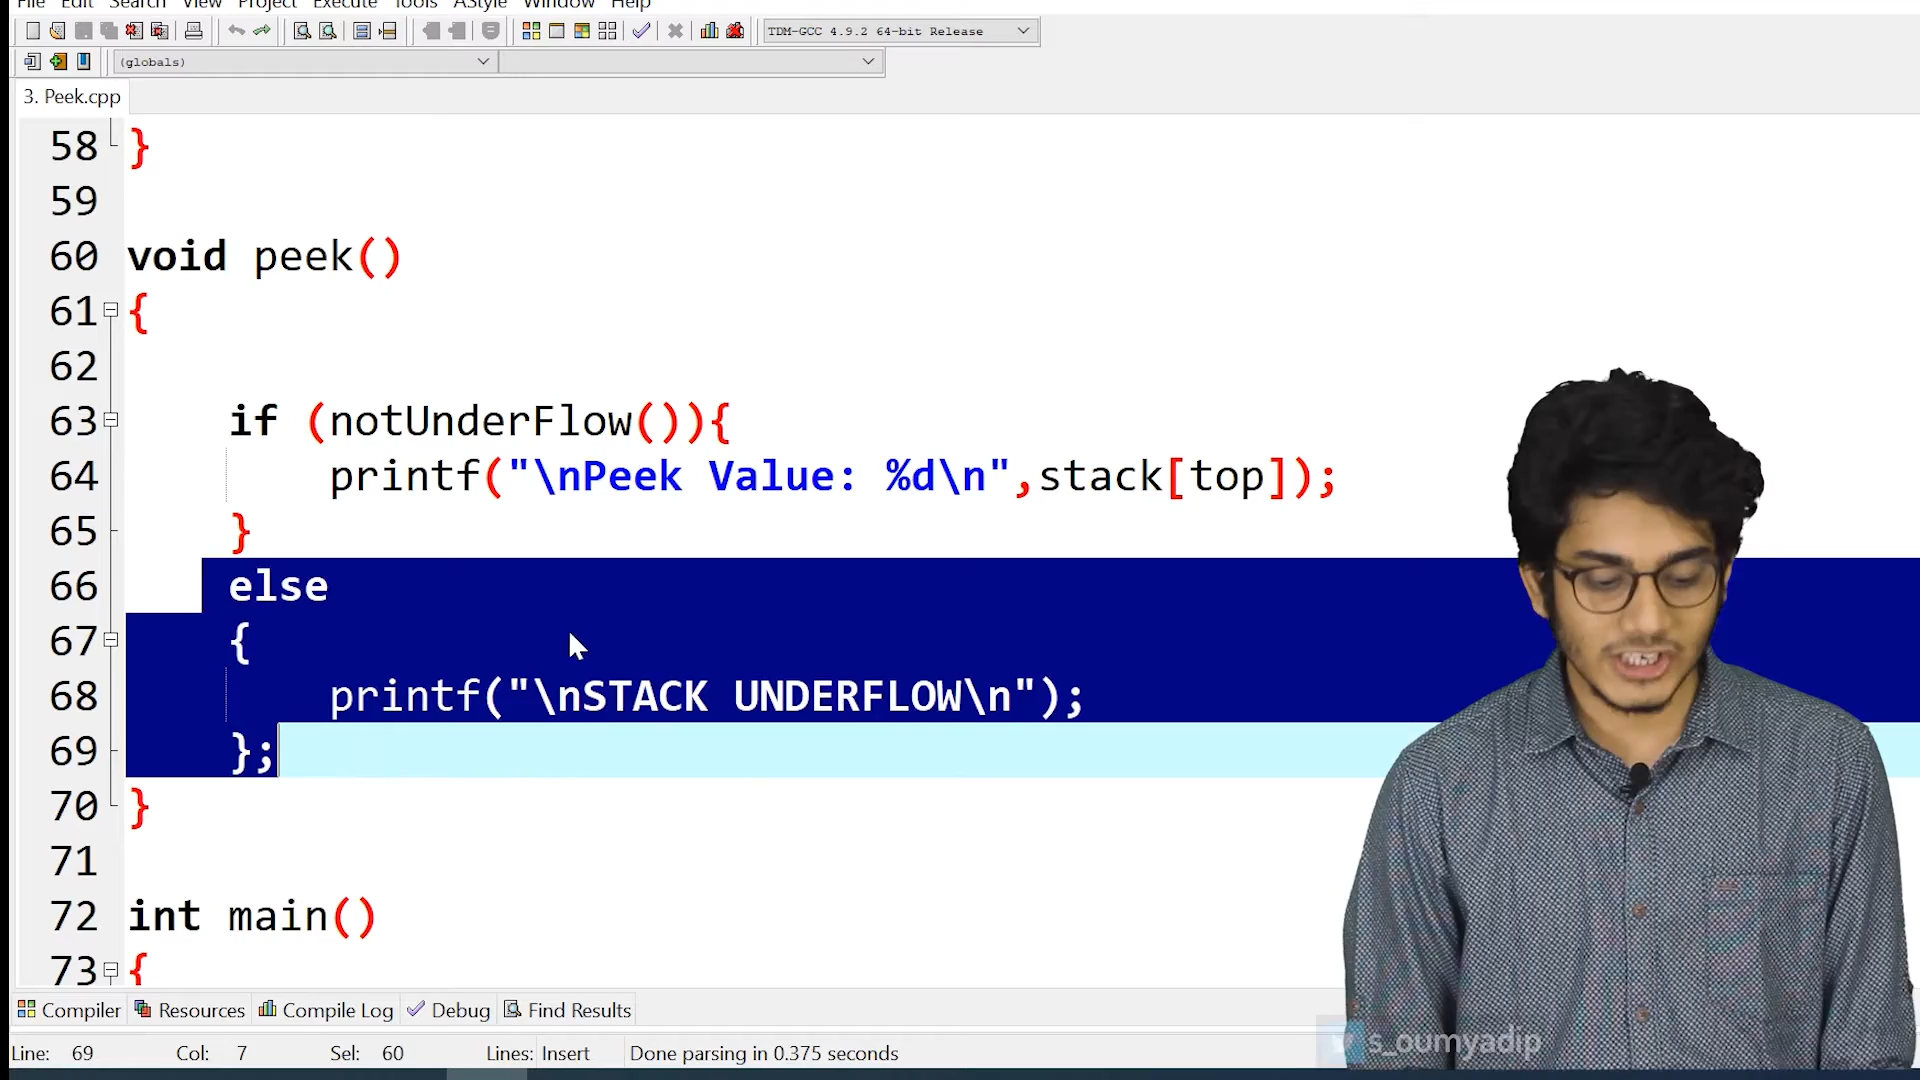 File Edit Search View Project Execute Tools AStyle Window Help
TDM-GCC 4.9.2 64-bit Release
(globals)
3. Peek.cpp
58 }
59
60 void peek()
61 {
62
63 if (notUnderFlow()){
64 printf("\nPeek Value: %d\n",stack[top]);
65 }
66 else
67 {
68 printf("\nSTACK UNDERFLOW\n");
69 };
70 }
71
72 int main()
73 {
Compiler Resources Compile Log Debug Find Results
Line: 69 Col: 7 Sel: 60 Lines: Insert Done parsing in 0.375 seconds
s_oumyadip